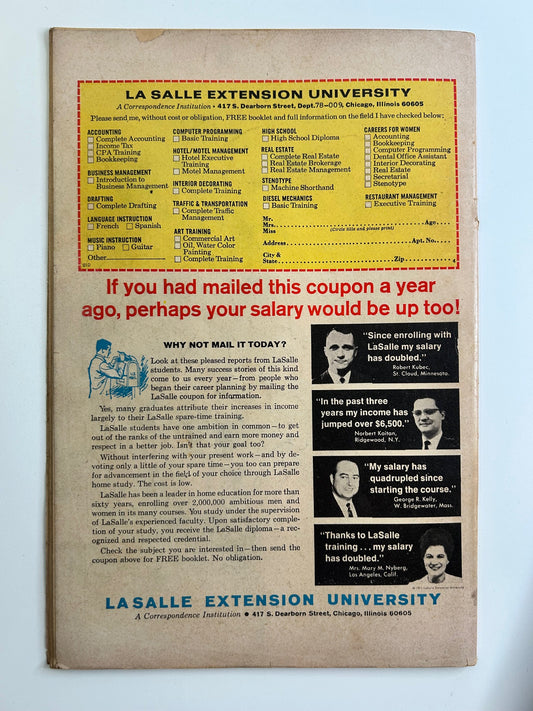 LA SALLE EXTENSION UNIVERSITY
A Correspondence Institution • 417 S. Dearborn Street, Dept. 78-009, Chicago, Illinois 60605
Please send me, without cost or obligation, FREE booklet and full information on the field I have checked below:
ACCOUNTING
Complete Accounting
Income Tax
CPA Training
Bookkeeping
BUSINESS MANAGEMENT
Introduction to
Business Management
DRAFTING
Complete Drafting
LANGUAGE INSTRUCTION
French Spanish
MUSIC INSTRUCTION
Piano Guitar
Other
COMPUTER PROGRAMMING
Basic Training
HOTEL/MOTEL MANAGEMENT
Hotel Executive
Training
Motel Management
INTERIOR DECORATING
Complete Training
TRAFFIC & TRANSPORTATION
Complete Traffic
Management
ART TRAINING
Commercial Art
Oil, Water Color
Painting
Complete Training
HIGH SCHOOL
High School Diploma
REAL ESTATE
Complete Real Estate
Real Estate Brokerage
Real Estate Management
STENOTYPE
Machine Shorthand
DIESEL MECHANICS
Basic Training
CAREERS FOR WOMEN
Accounting
Bookkeeping
Computer Programming
Dental Office Assistant
Interior Decorating
Real Estate
Secretarial
Stenotype
RESTAURANT MANAGEMENT
Executive Training
Mr.
Mrs. Age
Miss (Circle title and please print)
Address Apt. No.
City &
State Zip
If you had mailed this coupon a year
ago, perhaps your salary would be up too!
WHY NOT MAIL IT TODAY?
Look at these pleased reports from LaSalle
students. Many success stories of this kind
come to us every year—from people who
began their career planning by mailing the
LaSalle coupon for information.
Yes, many graduates attribute their increases in income
largely to their LaSalle spare-time training.
LaSalle students have one ambition in common—to get
out of the ranks of the untrained and earn more money and
respect in a better job. Isn't that your goal too?
Without interfering with your present work—and by de-
voting only a little of your spare time—you too can prepare
for advancement in the field of your choice through LaSalle
home study. The cost is low.
LaSalle has been a leader in home education for more than
sixty years, enrolling over 2,000,000 ambitious men and
women in its many courses. You study under the supervision
of LaSalle's experienced faculty. Upon satisfactory comple-
tion of your study, you receive the LaSalle diploma—a rec-
ognized and respected credential.
Check the subject you are interested in—then send the
coupon above for FREE booklet. No obligation.
"Since enrolling with
LaSalle my salary
has doubled."
Robert Kubec,
St. Cloud, Minnesota.
"In the past three
years my income has
jumped over $6,500."
Norbert Kaitan,
Ridgewood, N.Y.
"My salary has
quadrupled since
starting the course."
George R. Kelly,
W. Bridgewater, Mass.
"Thanks to LaSalle
training . . . my salary
has doubled."
Mrs. Mary M. Nyberg,
Los Angeles, Calif.
LA SALLE EXTENSION UNIVERSITY
A Correspondence Institution • 417 S. Dearborn Street, Chicago, Illinois 60605